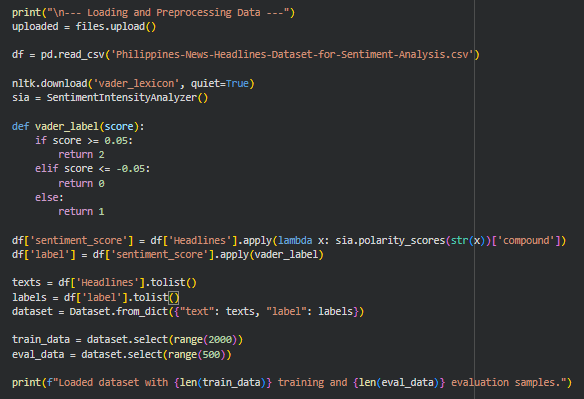 print("\n--- Loading and Preprocessing Data ---")
uploaded = files.upload()

df = pd.read_csv('Philippines-News-Headlines-Dataset-for-Sentiment-Analysis.csv')

nltk.download('vader_lexicon', quiet=True)
sia = SentimentIntensityAnalyzer()

def vader_label(score):
    if score >= 0.05:
        return 2
    elif score <= -0.05:
        return 0
    else:
        return 1

df['sentiment_score'] = df['Headlines'].apply(lambda x: sia.polarity_scores(str(x))['compound'])
df['label'] = df['sentiment_score'].apply(vader_label)

texts = df['Headlines'].tolist()
labels = df['label'].tolist()
dataset = Dataset.from_dict({"text": texts, "label": labels})

train_data = dataset.select(range(2000))
eval_data = dataset.select(range(500))

print(f"Loaded dataset with {len(train_data)} training and {len(eval_data)} evaluation samples.")